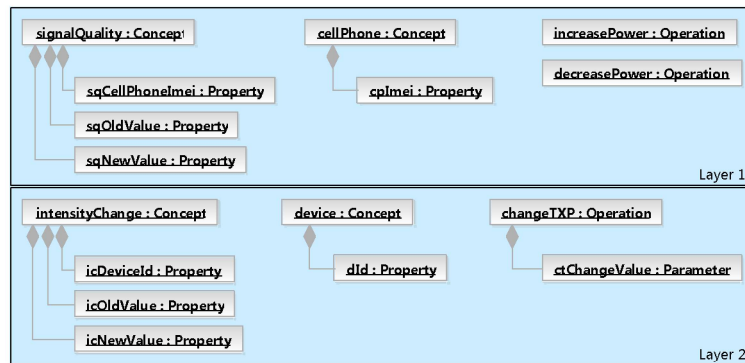 signalQuality : Concept
cellPhone : Concept
increasePower : Operation
decreasePower : Operation
sqCellPhoneImei : Property
cpImei : Property
sqOldValue : Property
sqNewValue : Property
Layer 1
intensityChange : Concept
device : Concept
changeTXP : Operation
icDeviceId : Property
dId : Property
ctChangeValue : Parameter
icOldValue : Property
icNewValue : Property
Layer 2